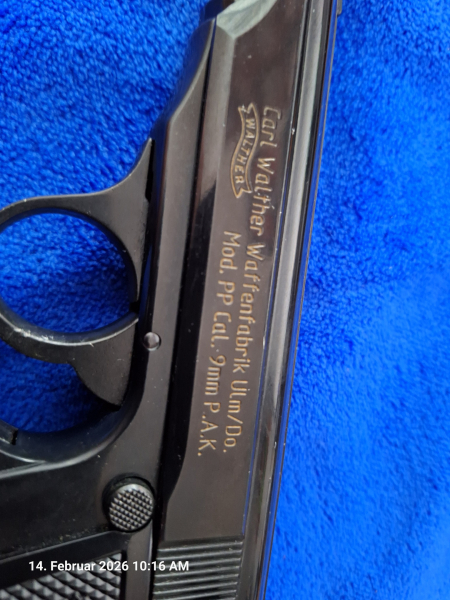 Carl Walther Waffenfabrik Ulm/Do.
WALTHER
Mod. PP Cal. 9mm P.A.K.
14. Februar 2026 10:16 AM